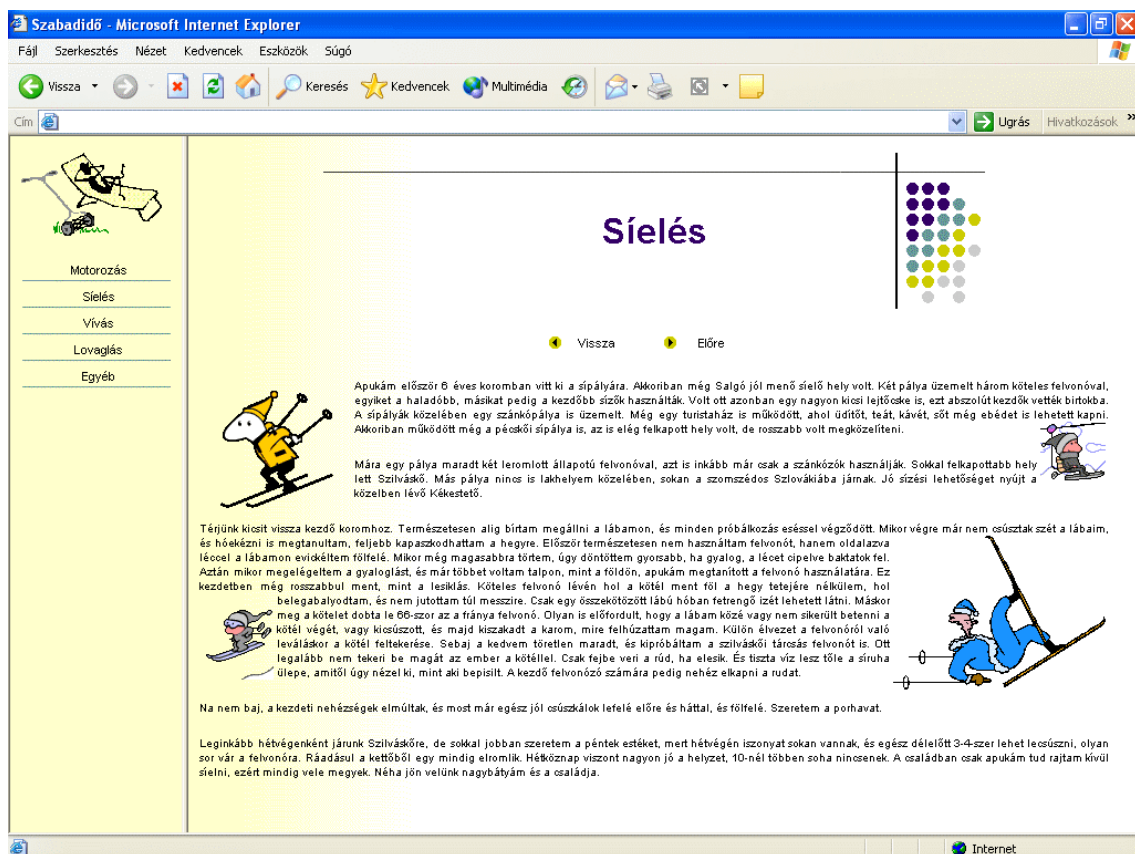 Szabadidő - Microsoft Internet Explorer
Fájl Szerkesztés Nézet Kedvencek Eszközök Súgó
Vissza Keresés Kedvencek Multimédia
Cím Ugrás Hivatkozások »
Síelés
Motorozás
Síelés
Vívás
Lovaglás
Egyéb
Vissza Előre
Apukám először 6 éves koromban vitt ki a sípályára. Akkoriban még Salgó jól menő síelő hely volt. Két pálya üzemelt három köteles felvonóval,
egyiket a haladóbb, másikat pedig a kezdőbb sízők használták. Volt ott azonban egy nagyon kicsi lejtőcske is, ezt abszolút kezdők vették birtokba.
A sípályák közelében egy szánkópálya is üzemelt. Még egy turistaház is működött, ahol üdítőt, teát, kávét, sőt még ebédet is lehetett kapni.
Akkoriban működött még a pécskői sípálya is, az is elég felkapott hely volt, de rosszabb volt megközelíteni.
Mára egy pálya maradt két leromlott állapotú felvonóval, azt is inkább már csak a szánkózók használják. Sokkal felkapottabb hely
lett Szilváskő. Más pálya nincs is lakhelyem közelében, sokan a szomszédos Szlovákiába járnak. Jó sízési lehetőséget nyújt a
közelben lévő Kékestető.
Térjünk kicsit vissza kezdő koromhoz. Természetesen alig bírtam megállni a lábamon, és minden próbálkozás eséssel végződött. Mikor végre már nem csúsztak szét a lábaim,
és hóekézni is megtanultam, feljebb kapaszkodhattam a hegyre. Először természetesen nem használtam felvonót, hanem oldalazva
léccel a lábamon evickéltem fölfelé. Mikor még magasabbra törtem, úgy döntöttem gyorsabb, ha gyalog, a lécet cipelve baktatok fel.
Aztán mikor megelégeltem a gyaloglást, és már többet voltam talpon, mint a földön, apukám megtanított a felvonó használatára. Ez
kezdetben még rosszabbul ment, mint a lesiklás. Köteles felvonó lévén hol a kötél ment föl a hegy tetejére nélkülem, hol
belegabalyodtam, és nem jutottam túl messzire. Csak egy összekötözött lábú hóban fetrengő izét lehetett látni. Máskor
meg a kötelet dobta le 66-szor az a fránya felvonó. Olyan is előfordult, hogy a lábam közé vagy nem sikerült betenni a
kötél végét, vagy kicsúszott, és majd kiszakadt a karom, mire felhúzattam magam. Külön élvezet a felvonóról való
leváláskor a kötél feltekerése. Sebaj a kedvem töretlen maradt, és kipróbáltam a szilváskői tárcsás felvonót is. Ott
legalább nem tekeri be magát az ember a kötéllel. Csak fejbe veri a rúd, ha elesik. És tiszta víz lesz tőle a síruha
ülepe, amitől úgy nézel ki, mint aki bepisilt. A kezdő felvonózó számára pedig nehéz elkapni a rudat.
Na nem baj, a kezdeti nehézségek elmúltak, és most már egész jól csúszkálok lefelé előre és háttal, és fölfelé. Szeretem a porhavat.
Leginkább hétvégenként járunk Szilváskőre, de sokkal jobban szeretem a péntek estéket, mert hétvégén iszonyat sokan vannak, és egész délelőtt 3-4-szer lehet lecsúszni, olyan
sor vár a felvonóra. Ráadásul a kettőből egy mindig elromlik. Hétköznap viszont nagyon jó a helyzet, 10-nél többen soha nincsenek. A családban csak apukám tud rajtam kívül
síelni, ezért mindig vele megyek. Néha jön velünk nagybátyám és a családja.
Internet